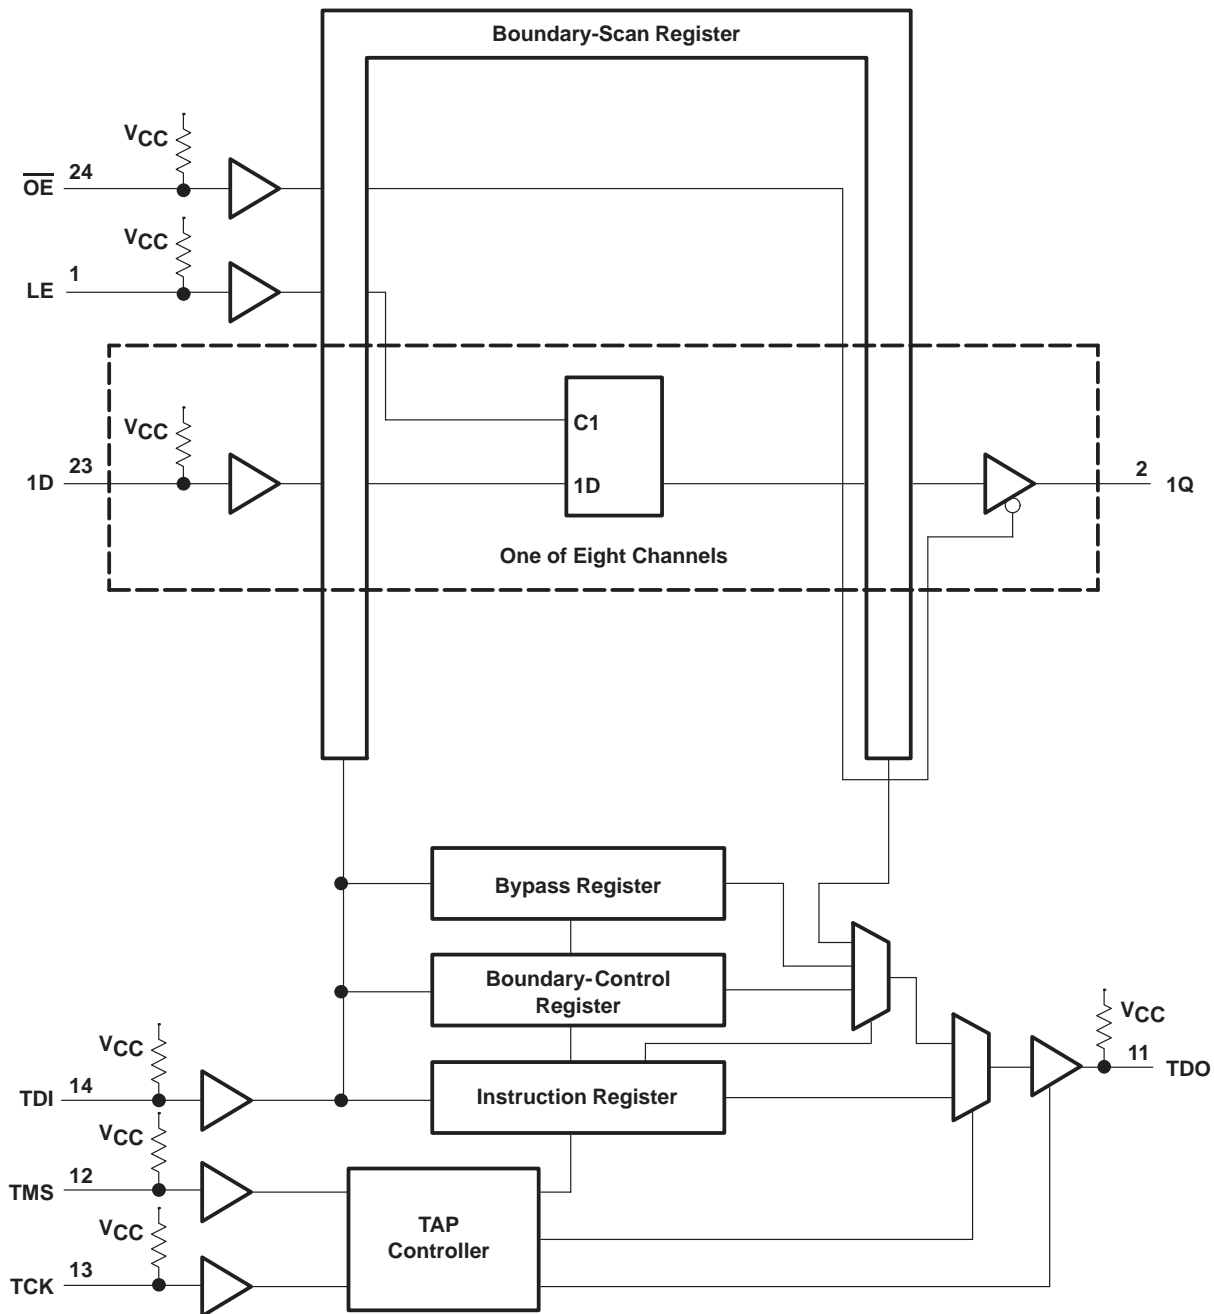 Boundary-Scan Register
VCC
OE 24
VCC
LE 1
VCC
C1
1D 23
1D
2 1Q
One of Eight Channels
Bypass Register
Boundary-Control
Register
VCC
VCC
TDI 14
Instruction Register
11 TDO
VCC
TMS 12
TAP
Controller
VCC
TCK 13